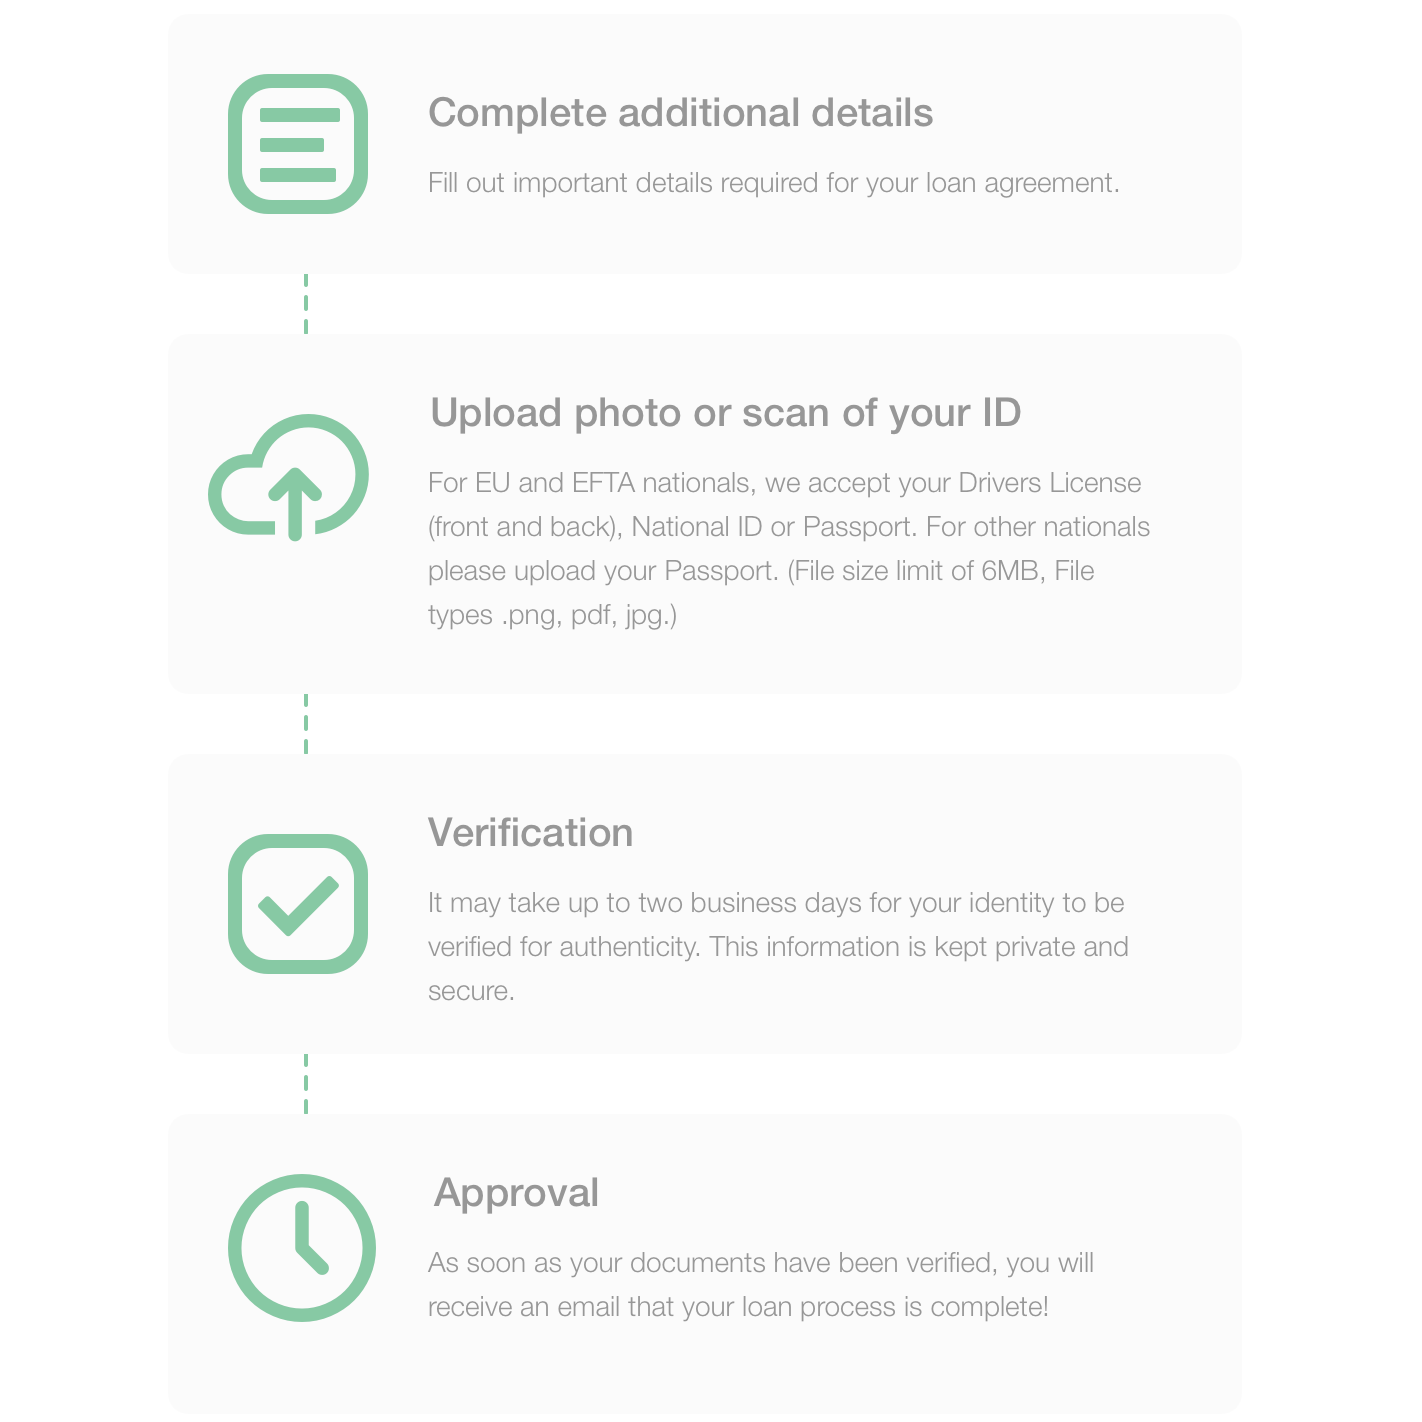 Complete additional details
Fill out important details required for your loan agreement.
Upload photo or scan of your ID
For EU and EFTA nationals, we accept your Drivers License
(front and back), National ID or Passport. For other nationals
please upload your Passport. (File size limit of 6MB, File
types .png, pdf, jpg.)
Verification
It may take up to two business days for your identity to be
verified for authenticity. This information is kept private and
secure.
Approval
As soon as your documents have been verified, you will
receive an email that your loan process is complete!